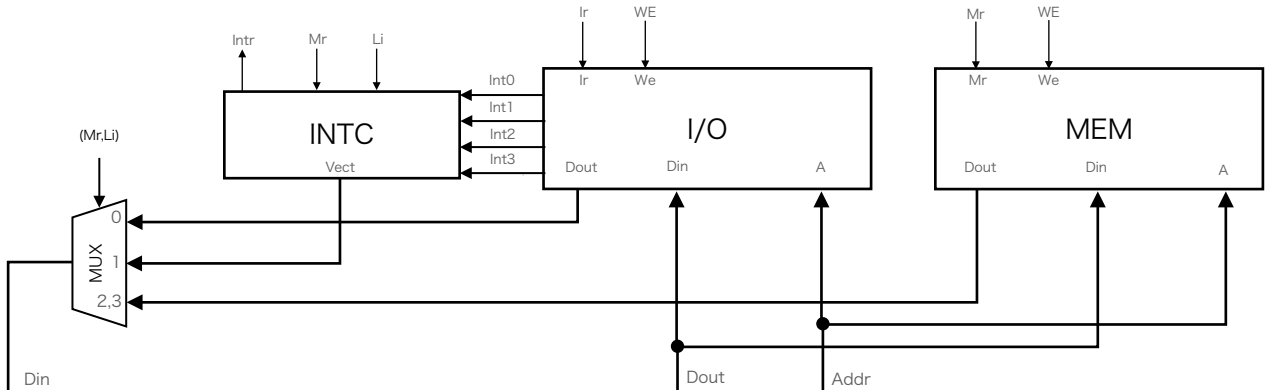 Ir
WE
Mr
WE
Intr
Mr
Li
Int0
Ir
We
Mr
We
Int1
(Mr,Li)
INTC
Int2
I/O
MEM
Vect
Int3
Dout
Din
A
Dout
Din
A
0
MUX
1
2,3
Din
Dout
Addr